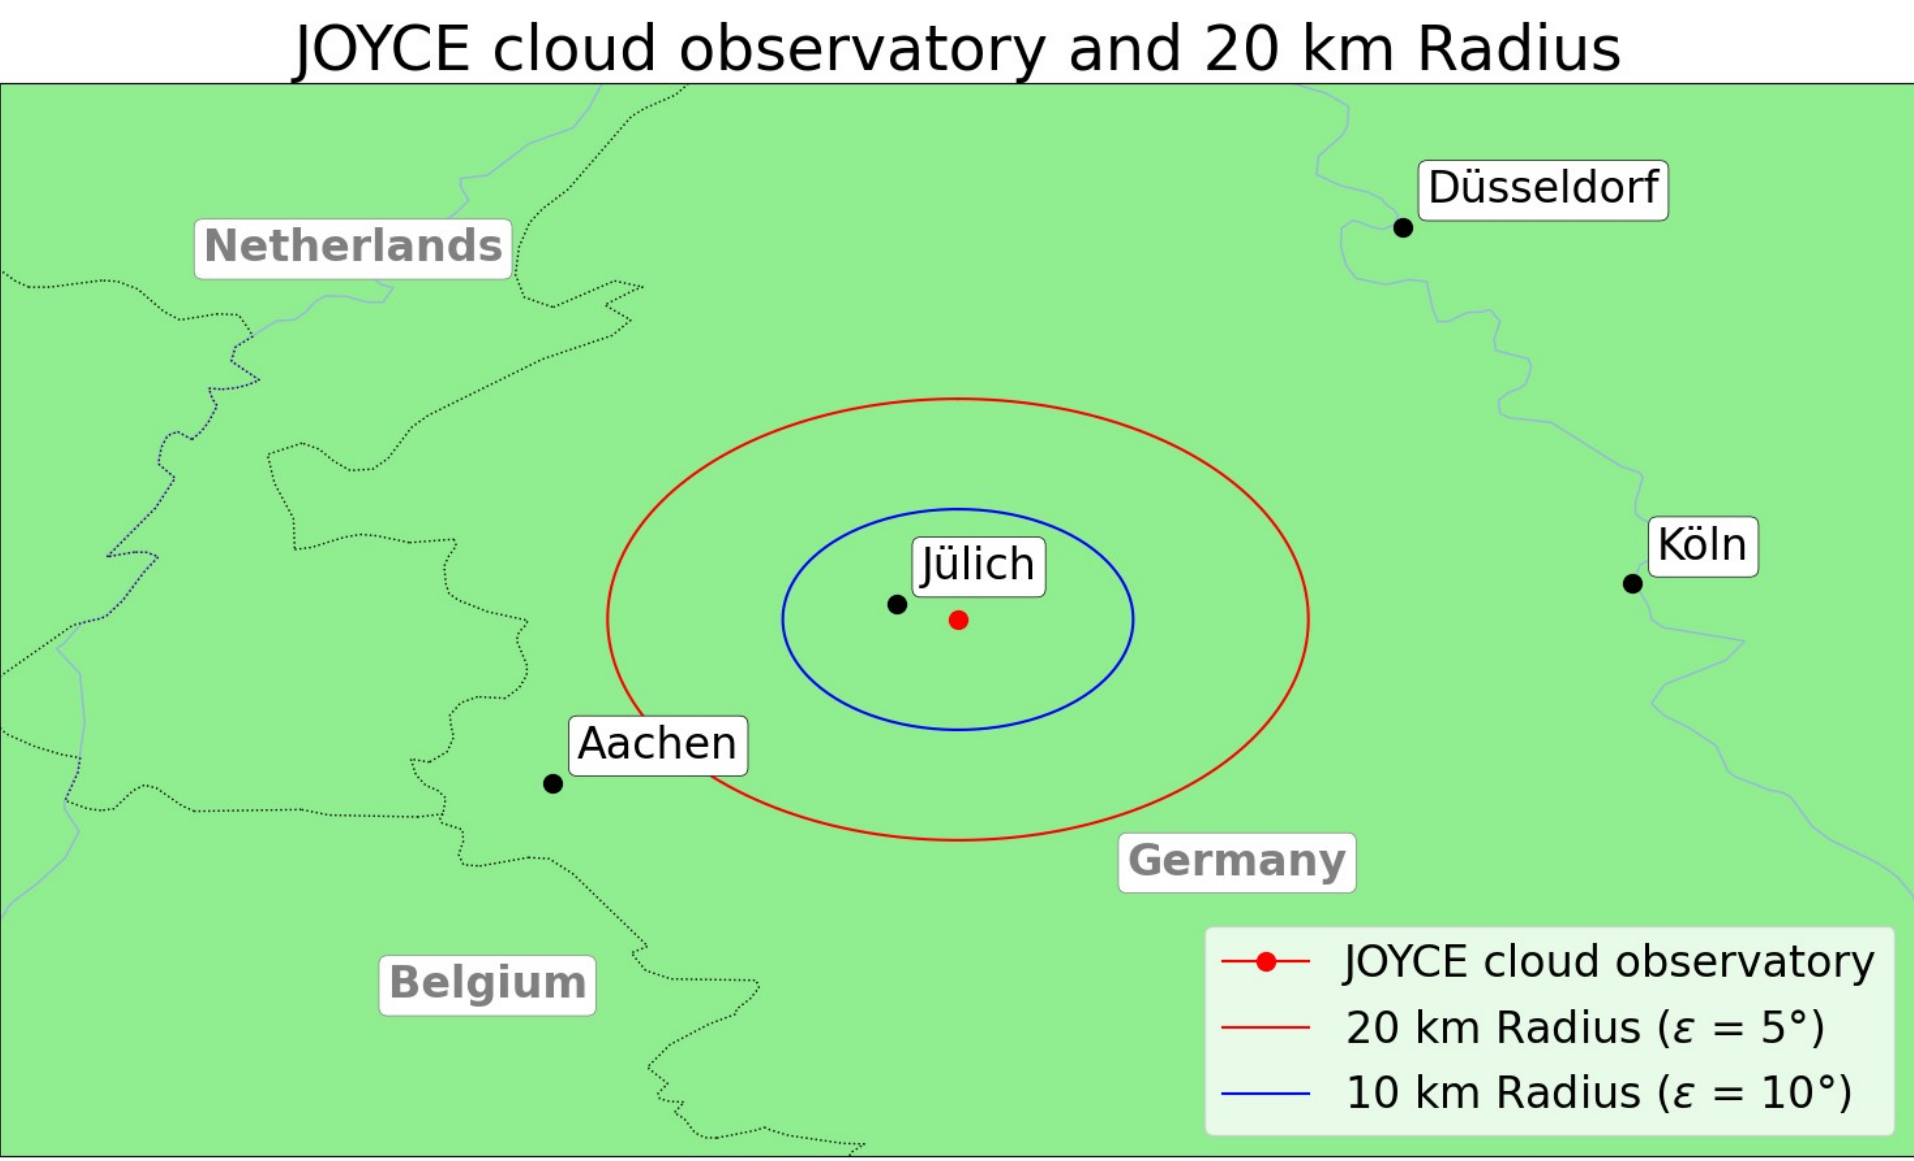 JOYCE cloud observatory and 20 km Radius
Düsseldorf
Netherlands
Köln
Jülich
Aachen
Germany
Belgium
JOYCE cloud observatory
20 km Radius (ε = 5°)
10 km Radius (ε = 10°)